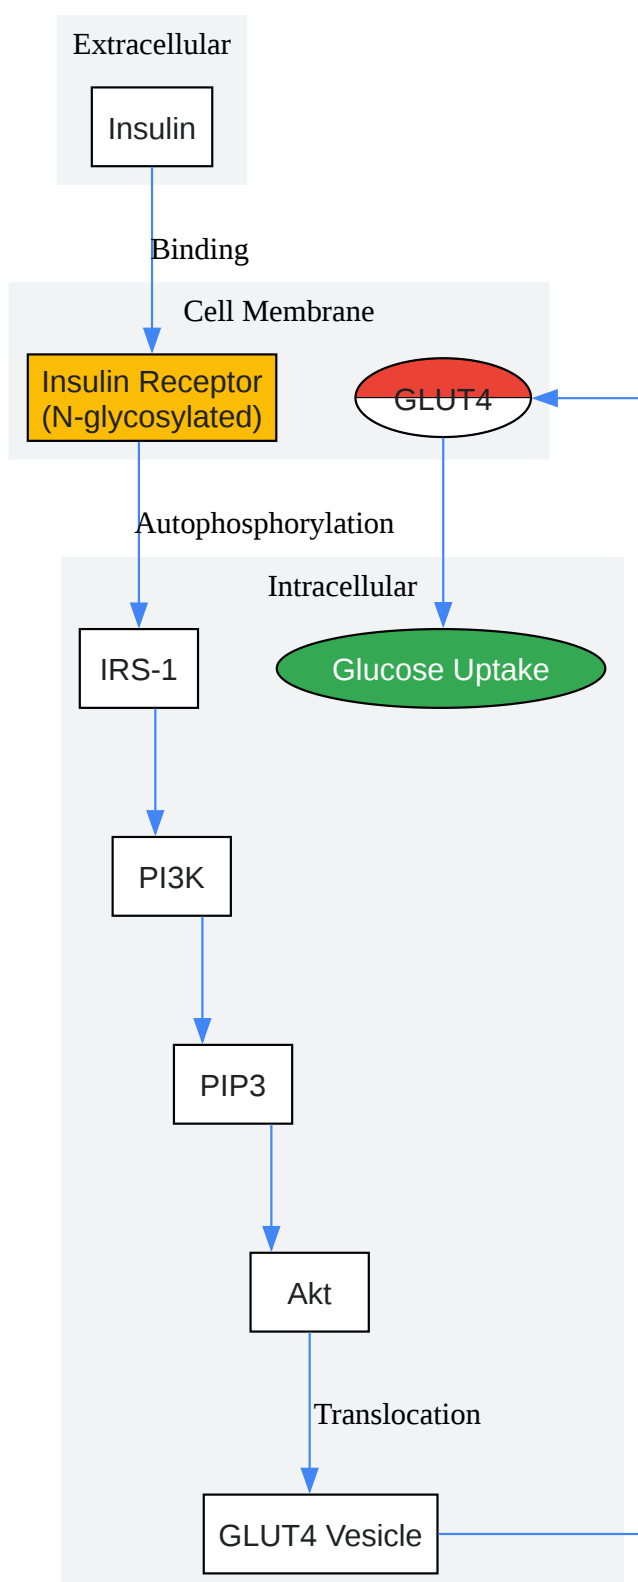 Extracellular
Insulin
Binding
Cell Membrane
Insulin Receptor
(N-glycosylated)
GLUT4
Autophosphorylation
Intracellular
IRS-1
Glucose Uptake
PI3K
PIP3
Akt
Translocation
GLUT4 Vesicle